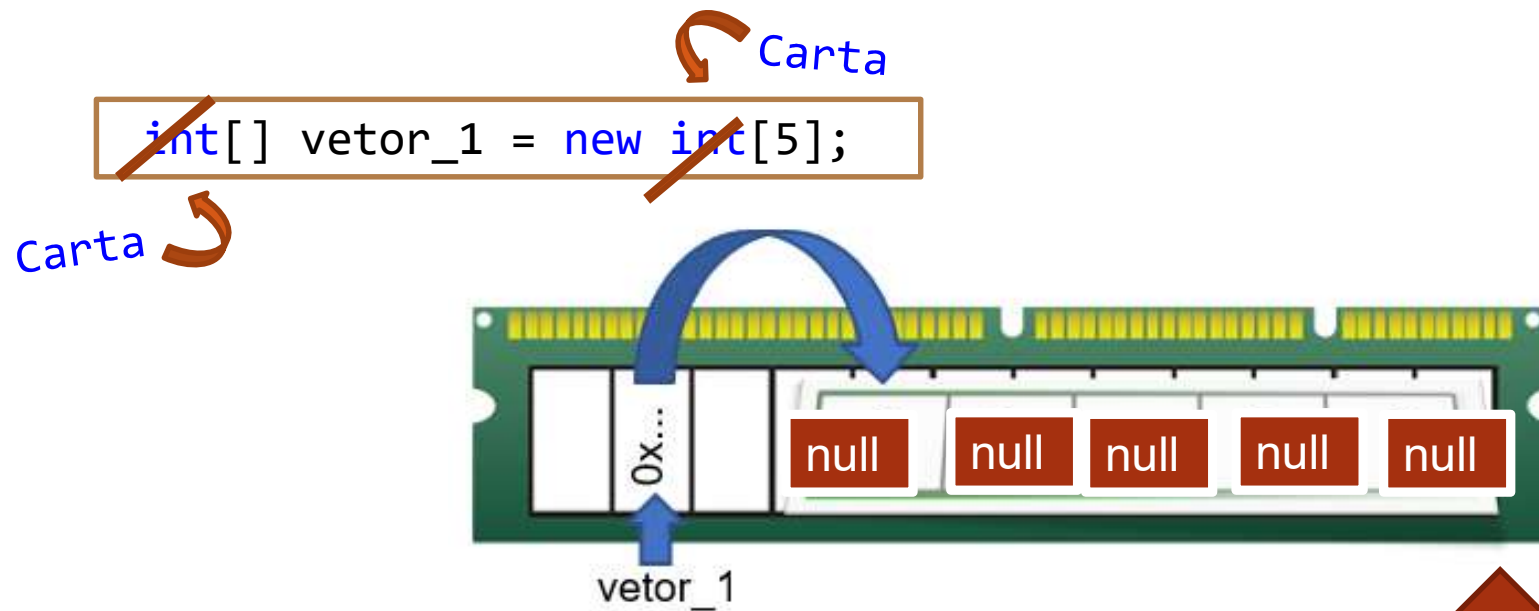 Carta
int[] vetor_1 = new int[5];
Carta
0x...
null null null null null
vetor_1